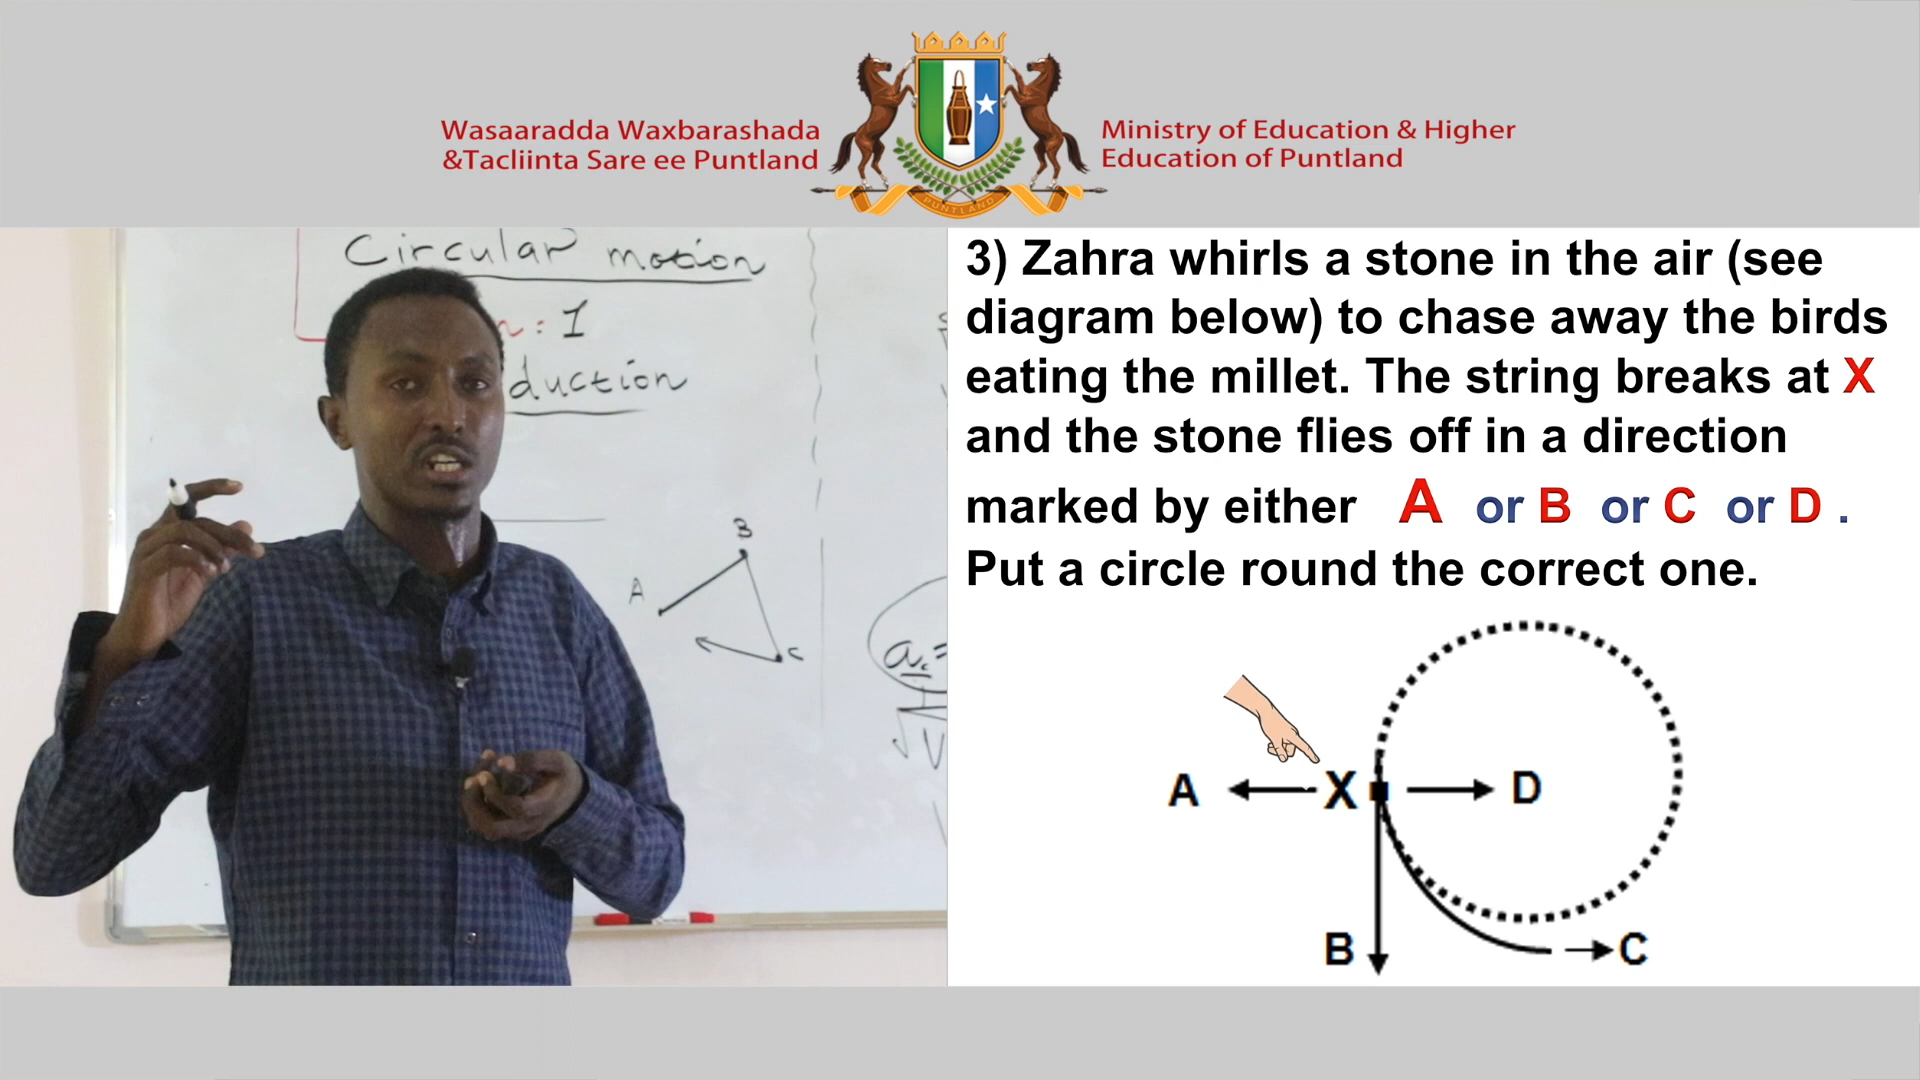 Wasaaradda Waxbarashada
&Tacliinta Sare ee Puntland
Ministry of Education & Higher
Education of Puntland
PUNTLAND
Circular motion
n: 1
duction
B
A
C
a_c=
3) Zahra whirls a stone in the air (see
diagram below) to chase away the birds
eating the millet. The string breaks at X
and the stone flies off in a direction
marked by either A or B or C or D .
Put a circle round the correct one.
A X D
B C